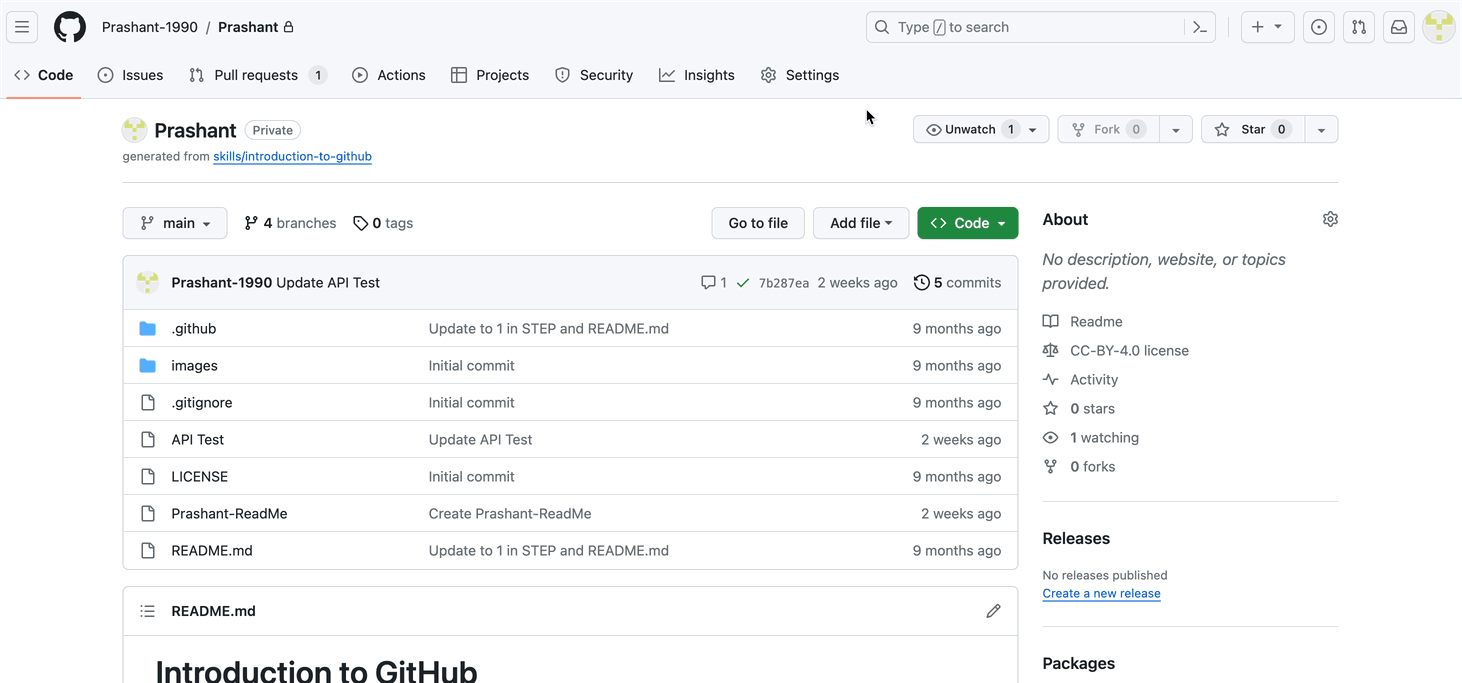 Prashant-1990 / Prashant
Type / to search
Code Issues Pull requests 1 Actions Projects Security Insights Settings
Prashant Private
Unwatch 1 Fork 0 Star 0
generated from skills/introduction-to-github
main 4 branches 0 tags Go to file Add file Code
Prashant-1990 Update API Test 1 7b287ea 2 weeks ago 5 commits
.github Update to 1 in STEP and README.md 9 months ago
images Initial commit 9 months ago
.gitignore Initial commit 9 months ago
API Test Update API Test 2 weeks ago
LICENSE Initial commit 9 months ago
Prashant-ReadMe Create Prashant-ReadMe 2 weeks ago
README.md Update to 1 in STEP and README.md 9 months ago
README.md
Introduction to GitHub
About
No description, website, or topics
provided.
Readme
CC-BY-4.0 license
Activity
0 stars
1 watching
0 forks
Releases
No releases published
Create a new release
Packages